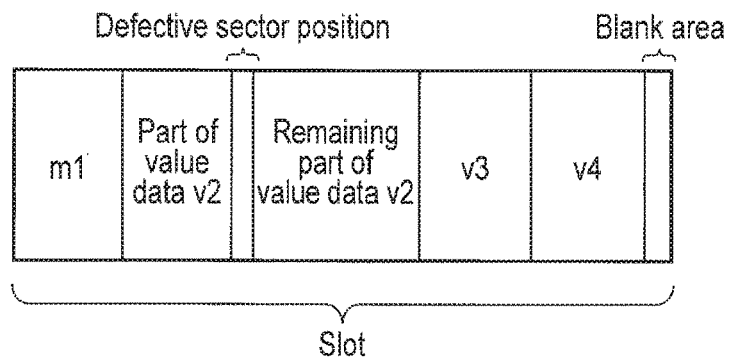 Defective sector position
Blank area
m1
Part of
value
data v2
Remaining
part of
value data v2
v3
v4
Slot